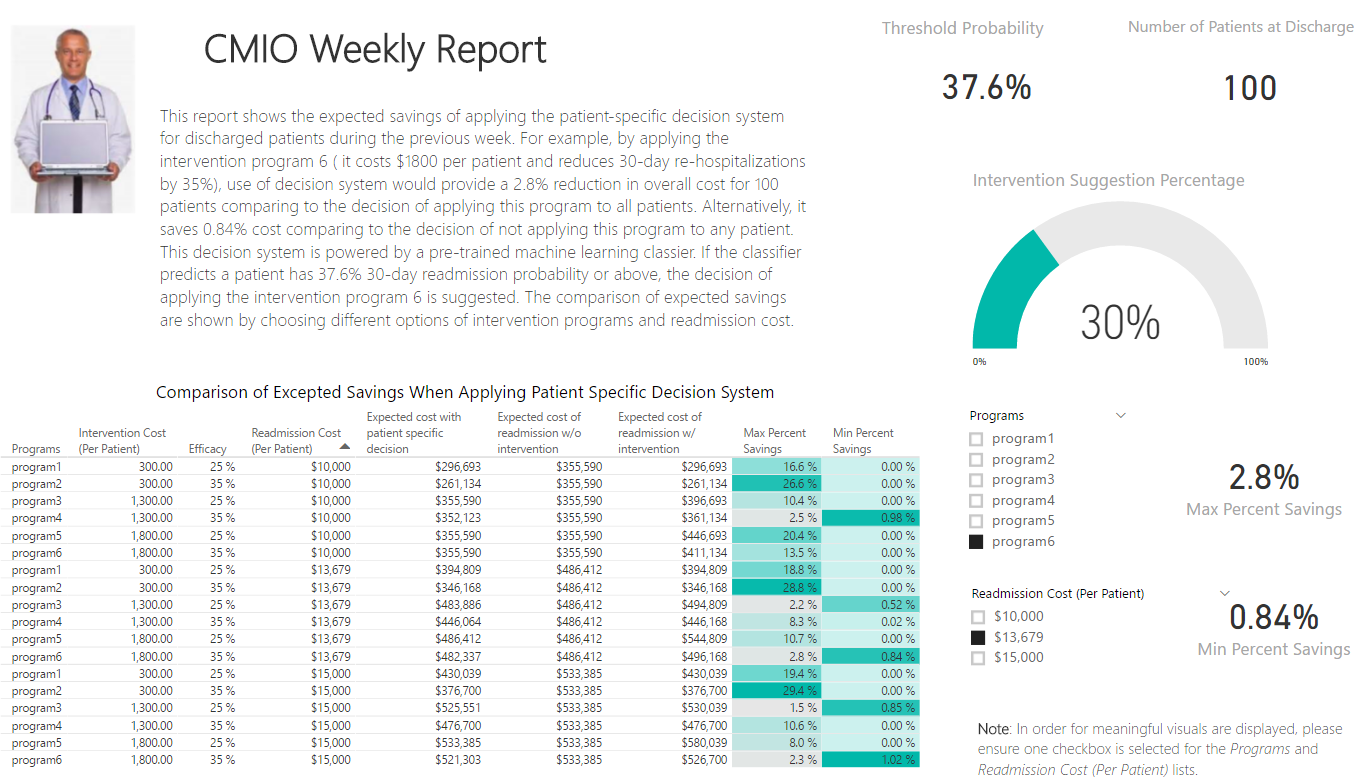 CMIO Weekly Report
This report shows the expected savings of applying the patient-specific decision system
for discharged patients during the previous week. For example, by applying the
intervention program 6 ( it costs $1800 per patient and reduces 30-day re-hospitalizations
by 35%), use of decision system would provide a 2.8% reduction in overall cost for 100
patients comparing to the decision of applying this program to all patients. Alternatively, it
saves 0.84% cost comparing to the decision of not applying this program to any patient.
This decision system is powered by a pre-trained machine learning classier. If the classifier
predicts a patient has 37.6% 30-day readmission probability or above, the decision of
applying the intervention program 6 is suggested. The comparison of expected savings
are shown by choosing different options of intervention programs and readmission cost.
Threshold Probability
37.6%
Number of Patients at Discharge
100
Intervention Suggestion Percentage
30%
0% 100%
Comparison of Excepted Savings When Applying Patient Specific Decision System
Programs
Intervention Cost
(Per Patient)
Efficacy
Readmission Cost
(Per Patient)
Expected cost with
patient specific
decision
Expected cost of
readmission w/o
intervention
Expected cost of
readmission w/
intervention
Max Percent
Savings
Min Percent
Savings
program1 300.00 25 % $10,000 $296,693 $355,590 $296,693 16.6 % 0.00 %
program2 300.00 35 % $10,000 $261,134 $355,590 $261,134 26.6 % 0.00 %
program3 1,300.00 25 % $10,000 $355,590 $355,590 $396,693 10.4 % 0.00 %
program4 1,300.00 35 % $10,000 $352,123 $355,590 $361,134 2.5 % 0.98 %
program5 1,800.00 25 % $10,000 $355,590 $355,590 $446,693 20.4 % 0.00 %
program6 1,800.00 35 % $10,000 $355,590 $355,590 $411,134 13.5 % 0.00 %
program1 300.00 25 % $13,679 $394,809 $486,412 $394,809 18.8 % 0.00 %
program2 300.00 35 % $13,679 $346,168 $486,412 $346,168 28.8 % 0.00 %
program3 1,300.00 25 % $13,679 $483,886 $486,412 $494,809 2.2 % 0.52 %
program4 1,300.00 35 % $13,679 $446,064 $486,412 $446,168 8.3 % 0.02 %
program5 1,800.00 25 % $13,679 $486,412 $486,412 $544,809 10.7 % 0.00 %
program6 1,800.00 35 % $13,679 $482,337 $486,412 $496,168 2.8 % 0.84 %
program1 300.00 25 % $15,000 $430,039 $533,385 $430,039 19.4 % 0.00 %
program2 300.00 35 % $15,000 $376,700 $533,385 $376,700 29.4 % 0.00 %
program3 1,300.00 25 % $15,000 $525,551 $533,385 $530,039 1.5 % 0.85 %
program4 1,300.00 35 % $15,000 $476,700 $533,385 $476,700 10.6 % 0.00 %
program5 1,800.00 25 % $15,000 $533,385 $533,385 $580,039 8.0 % 0.00 %
program6 1,800.00 35 % $15,000 $521,303 $533,385 $526,700 2.3 % 1.02 %
Programs
program1
program2
program3
program4
program5
program6
2.8%
Max Percent Savings
Readmission Cost (Per Patient)
$10,000
$13,679
$15,000
0.84%
Min Percent Savings
Note: In order for meaningful visuals are displayed, please
ensure one checkbox is selected for the Programs and
Readmission Cost (Per Patient) lists.